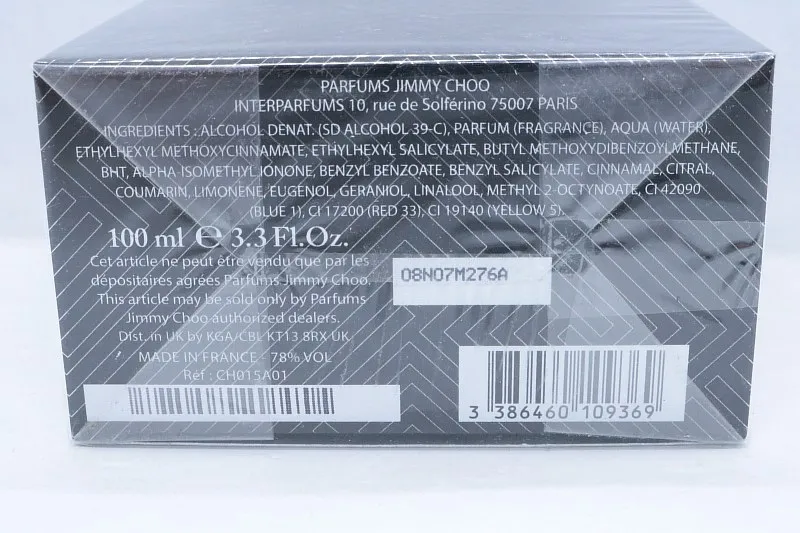 PARFUMS JIMMY CHOO
INTERPARFUMS 10, rue de Solférino 75007 PARIS
INGREDIENTS : ALCOHOL DENAT. (SD ALCOHOL 39-C), PARFUM (FRAGRANCE), AQUA (WATER),
ETHYLHEXYL METHOXYCINNAMATE, ETHYLHEXYL SALICYLATE, BUTYL METHOXYDIBENZOYLMETHANE,
BHT, ALPHA-ISOMETHYL IONONE, BENZYL BENZOATE, BENZYL SALICYLATE, CINNAMAL, CITRAL,
COUMARIN, LIMONENE, EUGENOL, GERANIOL, LINALOOL, METHYL 2-OCTYNOATE, CI 42090
(BLUE 1), CI 17200 (RED 33), CI 19140 (YELLOW 5).
100 ml ℮ 3.3 Fl.Oz.
Cet article ne peut être vendu que par les
dépositaires agréés Parfums Jimmy Choo.
This article may be sold only by Parfums
Jimmy Choo authorized dealers.
Dist. in UK by KGA/CBL KT13 8RX UK
MADE IN FRANCE - 78% VOL
Réf : CH015A01
08N07M276A
3 386460 109369